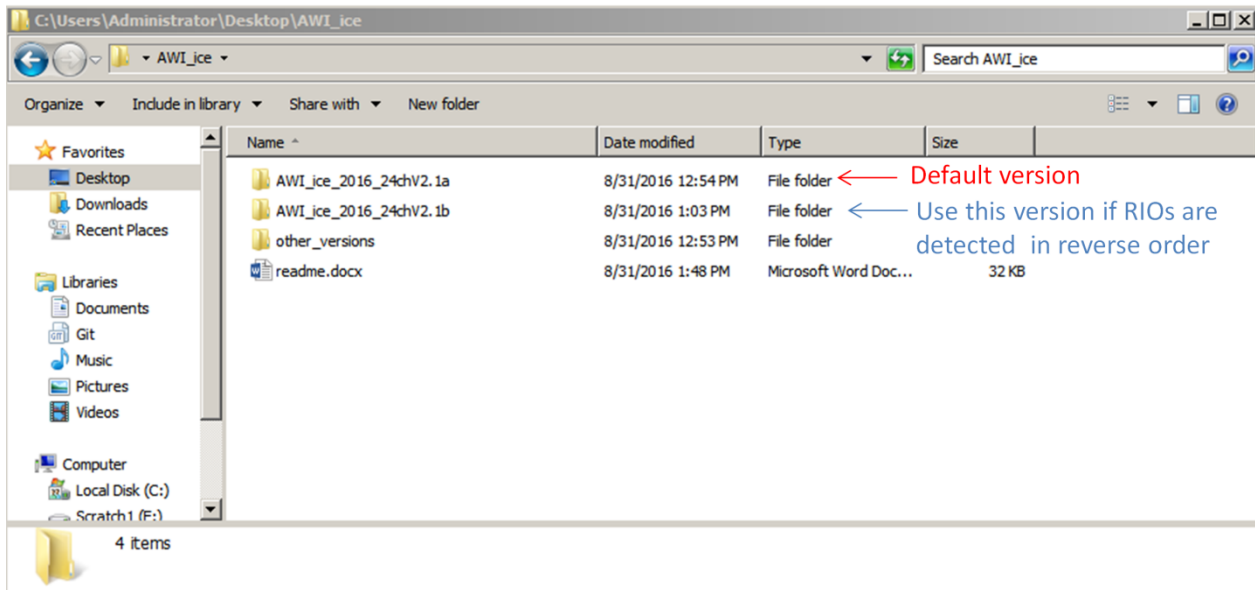 C:\Users\Administrator\Desktop\AWI_ice
AWI_ice
Search AWI_ice
Organize Include in library Share with New folder
Name Date modified Type Size
Favorites
Desktop
Downloads
Recent Places
Libraries
Documents
Git
Music
Pictures
Videos
Computer
Local Disk (C:)
Scratch1 (E:)
AWI_ice_2016_24chV2.1a 8/31/2016 12:54 PM File folder Default version
AWI_ice_2016_24chV2.1b 8/31/2016 1:03 PM File folder Use this version if RIOs are
detected in reverse order
other_versions 8/31/2016 12:53 PM File folder
readme.docx 8/31/2016 1:48 PM Microsoft Word Doc... 32 KB
4 items